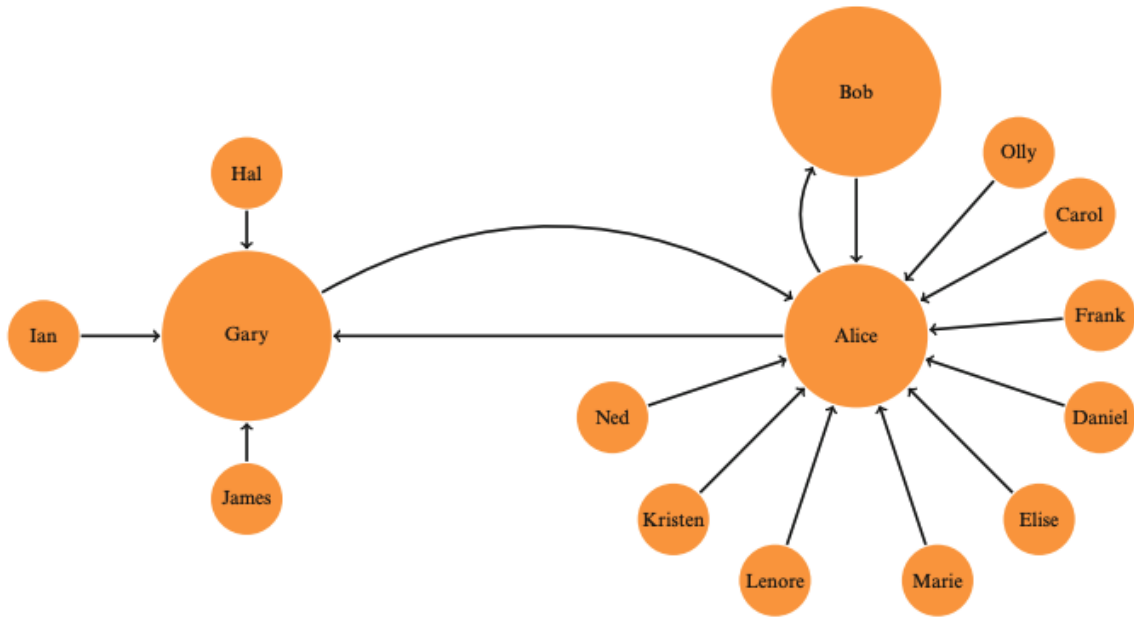 Bob
Olly
Hal
Carol
Frank
Ian
Gary
Alice
Ned
Daniel
James
Kristen
Elise
Lenore
Marie